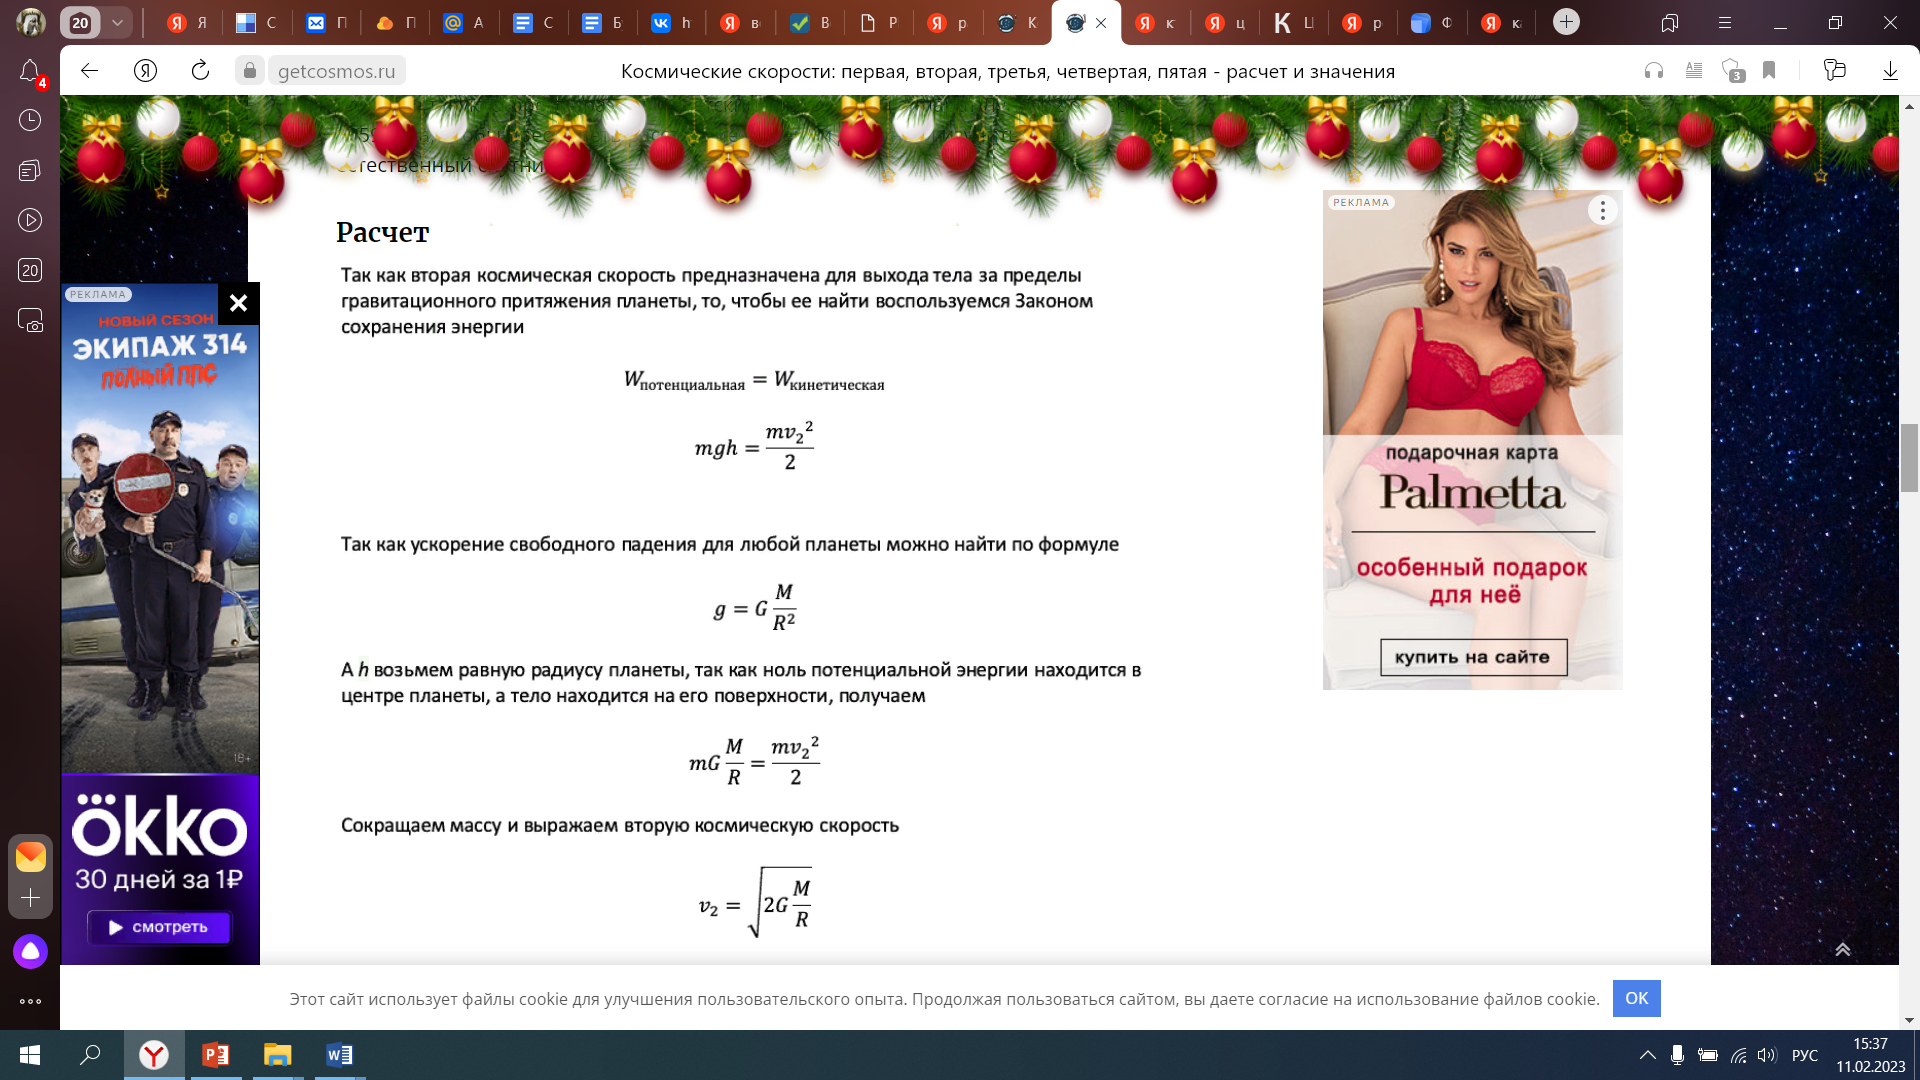 20
Я
С
П
П
А
С
Б
h
в
В
P
р
К
к
ц
Ц
р
Ф
к
4
getcosmos.ru
Космические скорости: первая, вторая, третья, четвертая, пятая - расчет и значения
3
20
Расчет
Так как вторая космическая скорость предназначена для выхода тела за пределы
гравитационного притяжения планеты, то, чтобы ее найти воспользуемся Законом
сохранения энергии
Wпотенциальная = Wкинетическая
mgh = mv₂²/2
Так как ускорение свободного падения для любой планеты можно найти по формуле
g = G M/R²
А h возьмем равную радиусу планеты, так как ноль потенциальной энергии находится в
центре планеты, а тело находится на его поверхности, получаем
mG M/R = mv₂²/2
Сокращаем массу и выражаем вторую космическую скорость
v₂ = √(2G M/R)
РЕКЛАМА
НОВЫЙ СЕЗОН
ЭКИПАЖ 314
ПОЛНЫЙ ППС
18+
ökko
30 дней за 1₽
смотреть
РЕКЛАМА
подарочная карта
Palmetta
особенный подарок
для неё
купить на сайте
Этот сайт использует файлы cookie для улучшения пользовательского опыта. Продолжая пользоваться сайтом, вы даете согласие на использование файлов cookie.
OK
РУС
15:37
11.02.2023